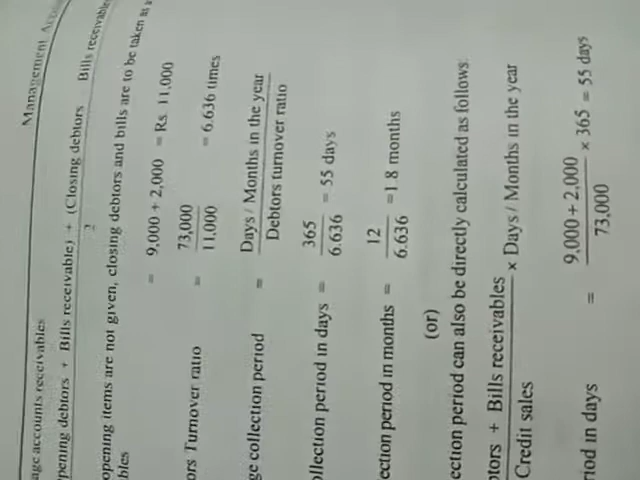 Management
age accounts receivables
pening debtors + Bills receivable) + (Closing debtors Bills receivable
2
opening items are not given, closing debtors and bills are to be taken as
bles
= 9,000 + 2,000 = Rs 11,000
ors Turnover ratio = 73,000 / 11,000 = 6.636 times
ge collection period = Days / Months in the year / Debtors turnover ratio
ollection period in days = 365 / 6.636 = 55 days
ection period in months = 12 / 6.636 = 1.8 months
(or)
ection period can also be directly calculated as follows
tors + Bills receivables / Credit sales × Days / Months in the year
riod in days = 9,000 + 2,000 / 73,000 × 365 = 55 days